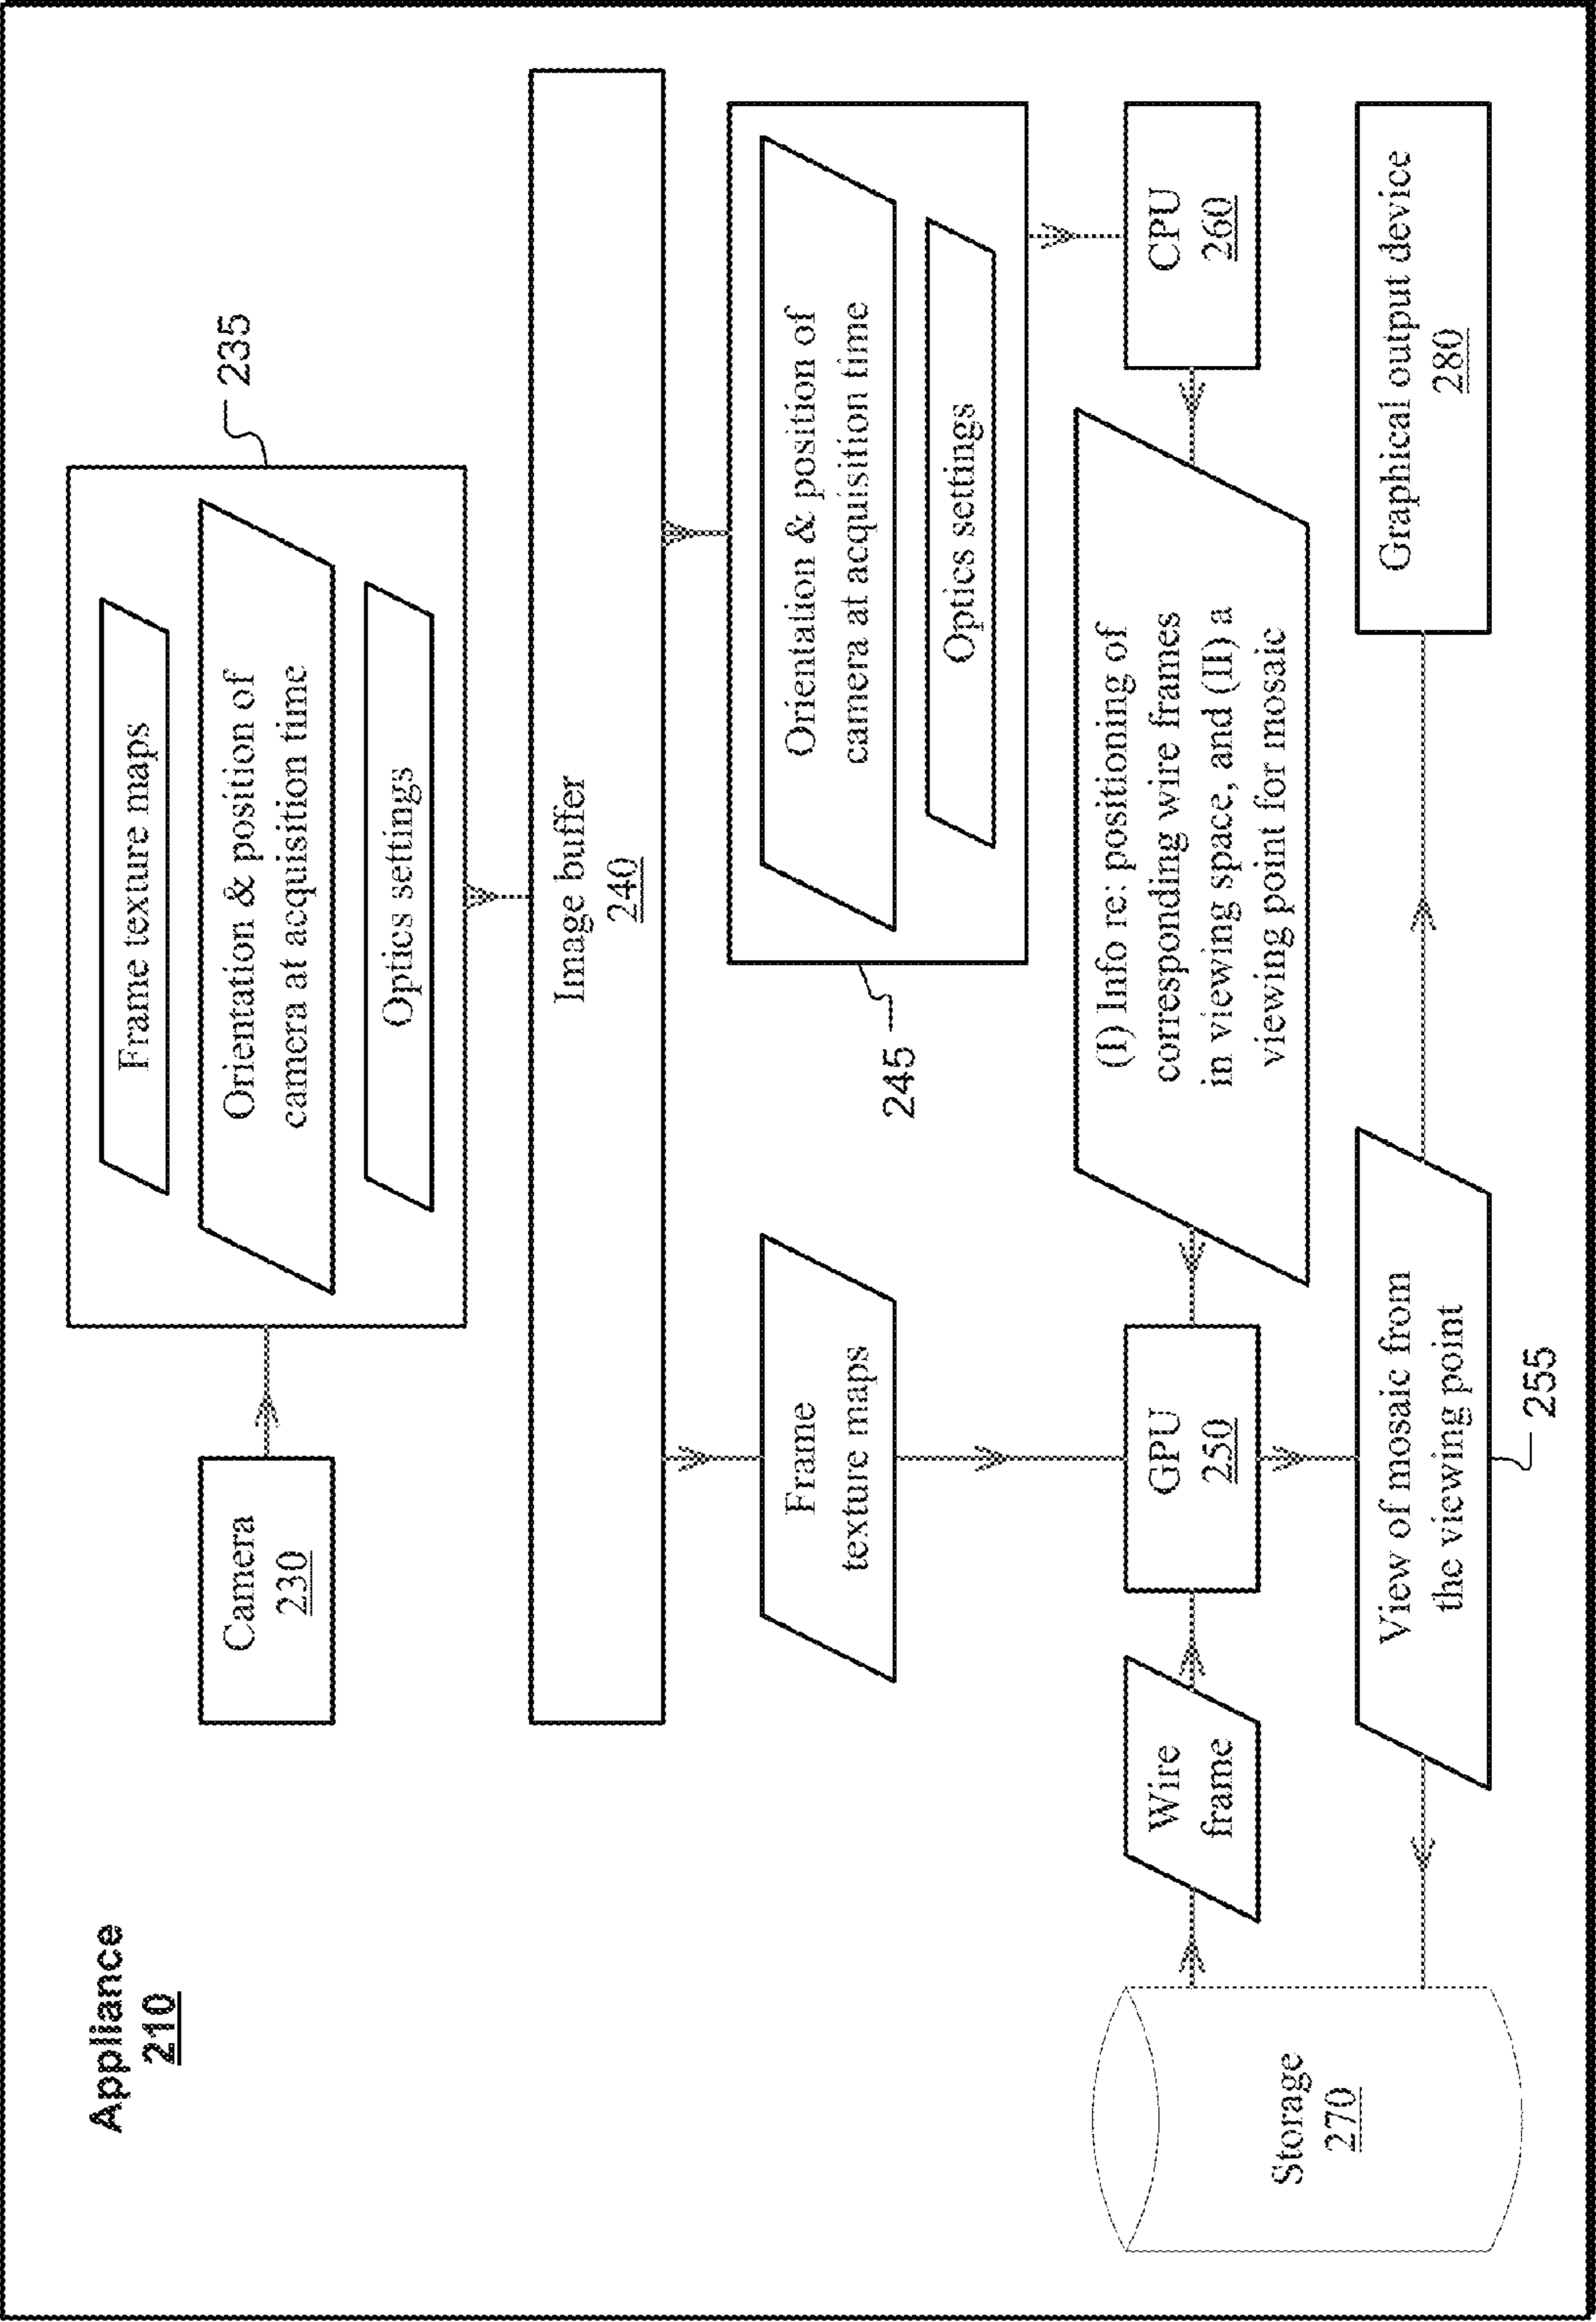 Appliance
210
Camera
230
Frame texture maps
Orientation & position of
camera at acquisition time
Optics settings
235
Image buffer
240
Frame
texture maps
Orientation & position of
camera at acquisition time
Optics settings
245
Storage
270
Wire
frame
GPU
250
(I) Info re: positioning of
corresponding wire frames
in viewing space, and (II) a
viewing point for mosaic
CPU
260
View of mosaic from
the viewing point
255
Graphical output device
280